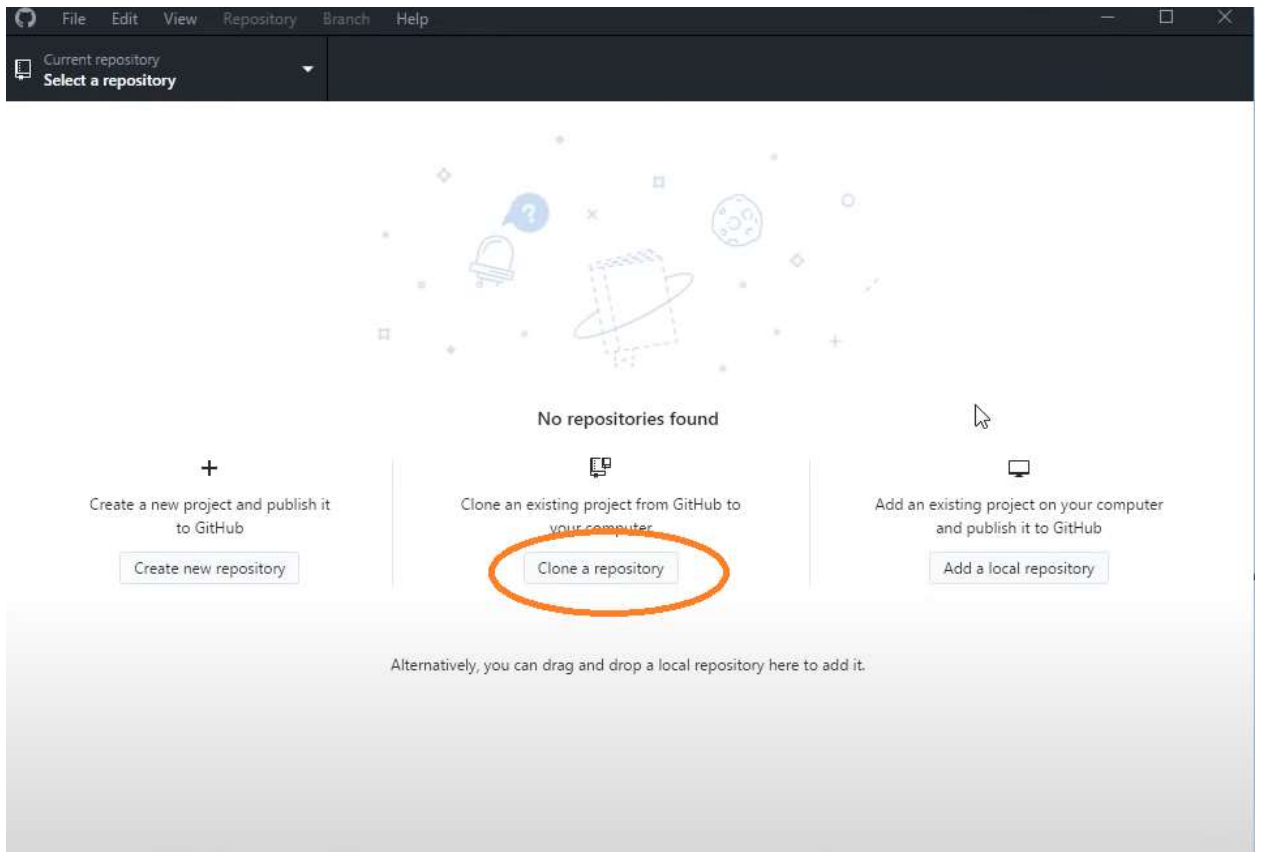 File Edit View Repository Branch Help
Current repository
Select a repository
?
No repositories found
Create a new project and publish it
to GitHub
Create new repository
Clone an existing project from GitHub to
your computer
Clone a repository
Add an existing project on your computer
and publish it to GitHub
Add a local repository
Alternatively, you can drag and drop a local repository here to add it.